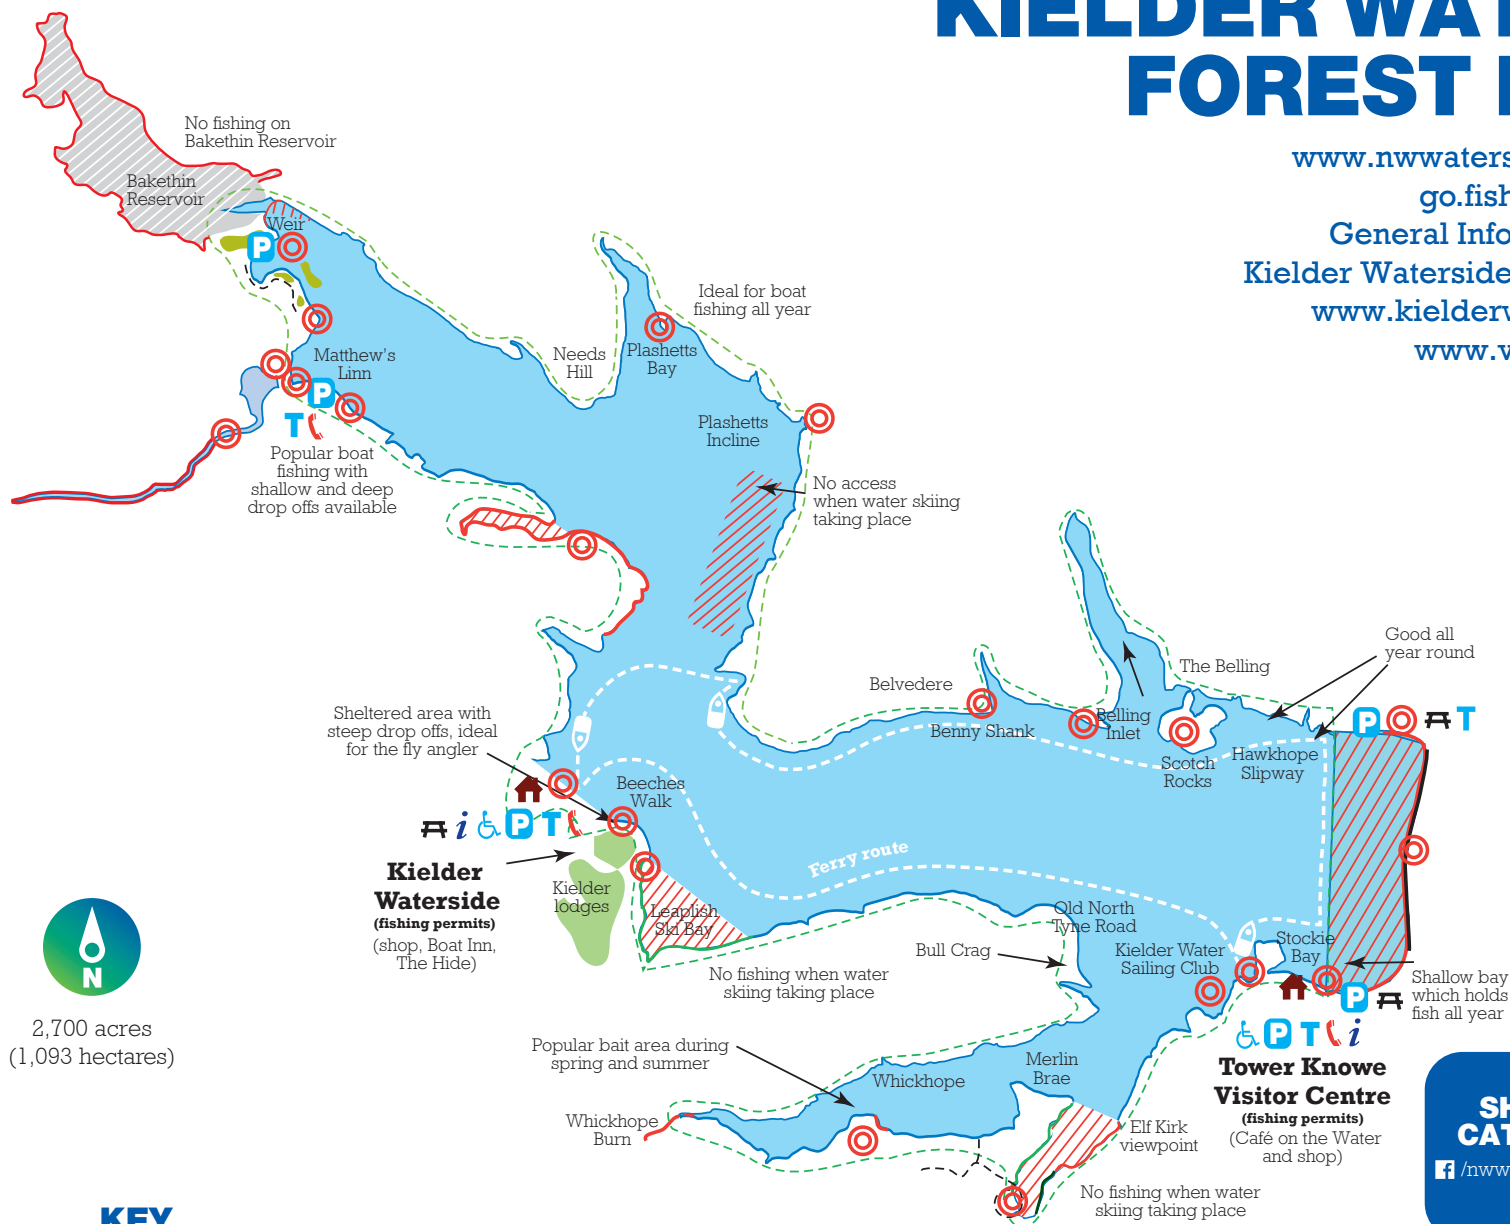 KIELDER WAT
FOREST
www.nwwaters
go.fish
General Info
Kielder Waterside
www.kielderw
www.v
No fishing on
Bakethin Reservoir
Bakethin
Reservoir
Weir
P
Ideal for boat
fishing all year
Needs
Hill
Plashetts
Bay
Matthew's
Linn
P
T
Popular boat
fishing with
shallow and deep
drop offs available
Plashetts
Incline
No access
when water skiing
taking place
Good all
year round
The Belling
Belvedere
Benny Shank
Belling
Inlet
Scotch
Rocks
Hawkhope
Slipway
P
T
Sheltered area with
steep drop offs, ideal
for the fly angler
Beeches
Walk
i
P
T
Ferry route
Kielder
Waterside
(fishing permits)
(shop, Boat Inn,
The Hide)
Kielder
lodges
Leaplish
Ski Bay
No fishing when water
skiing taking place
Old North
Tyne Road
Bull Crag
Kielder Water
Sailing Club
Stockie
Bay
Shallow bay
which holds
fish all year
P
P
T
i
N
2,700 acres
(1,093 hectares)
Popular bait area during
spring and summer
Whickhope
Merlin
Brae
Whickhope
Burn
Elf Kirk
viewpoint
Tower Knowe
Visitor Centre
(fishing permits)
(Café on the Water
and shop)
No fishing when water
skiing taking place
SH
CAT
/nww
KEY